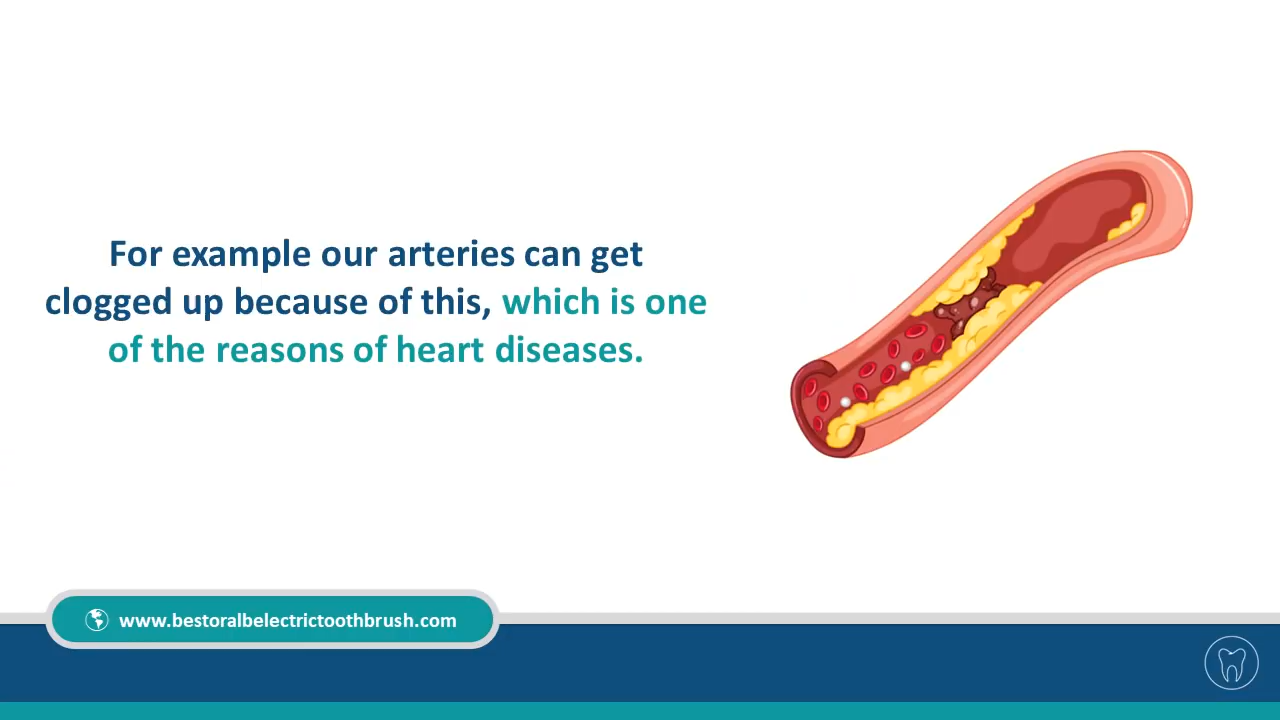 For example our arteries can get
clogged up because of this, which is one
of the reasons of heart diseases.
www.bestoralbelectrictoothbrush.com